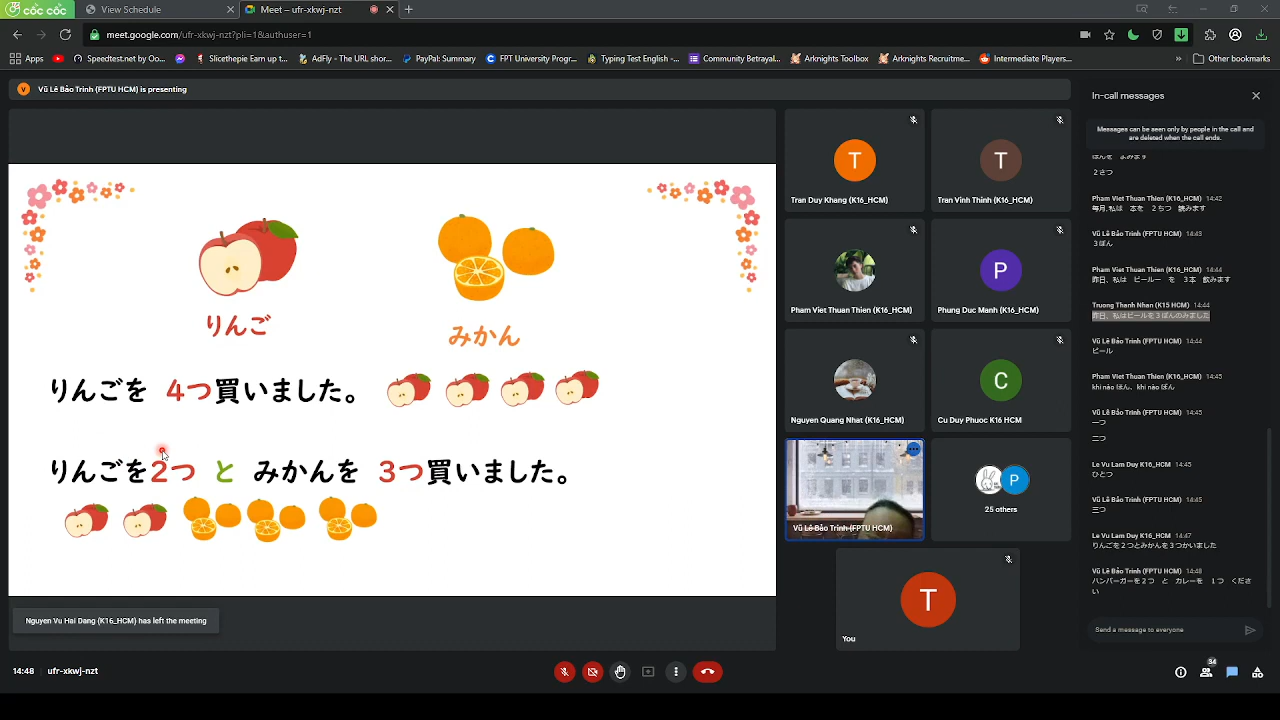 cốc cốc
View Schedule
Meet – ufr-xkwj-nzt
meet.google.com/ufr-xkwj-nzt?pli=1&authuser=1
Apps
Speedtest.net by Oo...
Slicethepie Earn up t...
AdFly - The URL shor...
PayPal Summary
FPT University Progr...
Typing Test English -...
Community Betrayal...
Arknights Toolbox
Arknights Recruitme...
Intermediate Players...
»
Other bookmarks
V
Vũ Lê Bảo Trinh (FPTU HCM) is presenting
りんご
みかん
りんごを 4つ買いました。
りんごを2つ と みかんを 3つ買いました。
Nguyen Vu Hai Dang (K16_HCM) has left the meeting
T
Tran Duy Khang (K16_HCM)
T
Tran Vinh Thinh (K16_HCM)
Pham Viet Thuan Thien (K16_HCM)
P
Phung Duc Manh (K16_HCM)
Nguyen Quang Nhat (K16_HCM)
C
Cu Duy Phuoc K16 HCM
Vũ Lê Bảo Trinh (FPTU HCM)
P
25 others
T
You
In-call messages
Messages can be seen only by people in the call and
are deleted when the call ends.
ほんを よみます
2さつ
Pham Viet Thuan Thien (K16_HCM) 14:42
毎月,私は 本を 2ちつ 読みます
Vũ Lê Bảo Trinh (FPTU HCM) 14:43
3ぼん
Pham Viet Thuan Thien (K16_HCM) 14:44
昨日、私は ビールー を 3本 飲みます
Truong Thanh Nhan (K15 HCM) 14:44
昨日、私はビールを3ぼんのみました
Vũ Lê Bảo Trinh (FPTU HCM) 14:44
ビール
Pham Viet Thuan Thien (K16_HCM) 14:45
khi nào ほん、khi nào ぼん
Vũ Lê Bảo Trinh (FPTU HCM) 14:45
一つ
二つ
Le Vu Lam Duy K16_HCM 14:45
ひとつ
Vũ Lê Bảo Trinh (FPTU HCM) 14:45
三つ
Le Vu Lam Duy K16_HCM 14:47
りんごを2つとみかんを3つかいました
Vũ Lê Bảo Trinh (FPTU HCM) 14:48
ハンバーガーを2つ と カレーを 1つ くださ
い
Send a message to everyone
14:48
ufr-xkwj-nzt
34